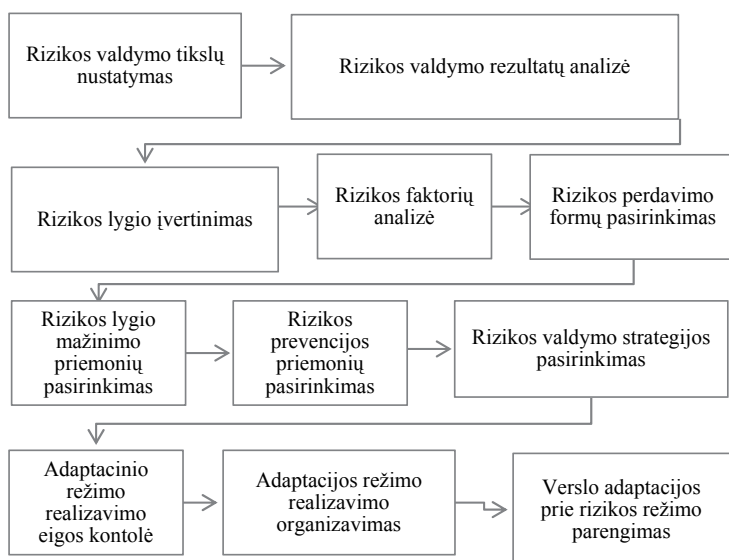 Rizikos valdymo tikslų
nustatymas
Rizikos valdymo rezultatų analizė
Rizikos lygio įvertinimas
Rizikos faktorių
analizė
Rizikos perdavimo
formų pasirinkimas
Rizikos lygio
mažinimo
priemonių
pasirinkimas
Rizikos
prevencijos
priemonių
pasirinkimas
Rizikos valdymo strategijos
pasirinkimas
Adaptacinio
režimo
realizavimo
eigos kontolė
Adaptacijos režimo
realizavimo
organizavimas
Verslo adaptacijos
prie rizikos režimo
parengimas